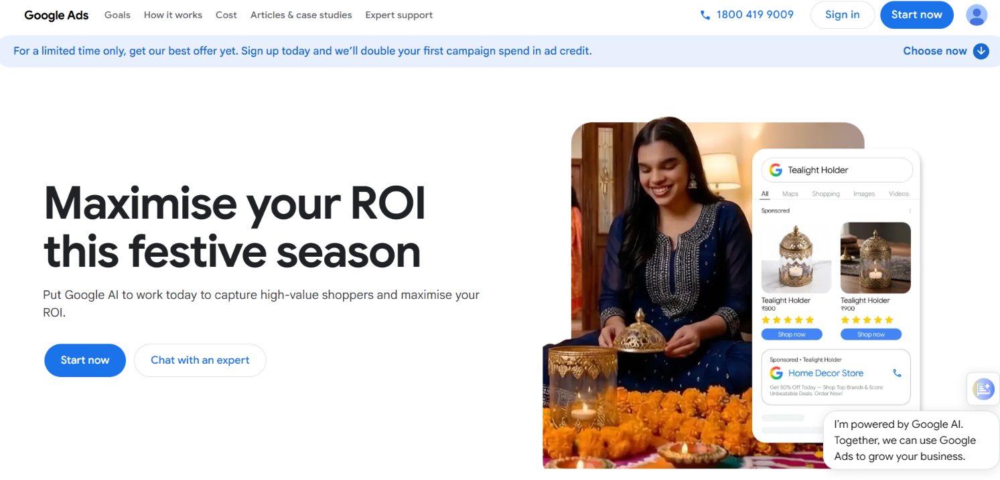 Google Ads
Goals
How it works
Cost
Articles & case studies
Expert support
1800 419 9009
Sign in
Start now
For a limited time only, get our best offer yet. Sign up today and we’ll double your first campaign spend in ad credit.
Choose now
Maximise your ROI
this festive season
Put Google AI to work today to capture high-value shoppers and maximise your
ROI.
Start now
Chat with an expert
Tealight Holder
All
Maps
Shopping
Images
Videos
Sponsored
Tealight Holder
₹800
Shop now
Tealight Holder
₹900
Shop now
Sponsored • Tealight Holder
Home Decor Store
Get 50% Off Today — Shop Top Brands & Score
Unbeatable Deals. Order Now!
I’m powered by Google AI.
Together, we can use Google
Ads to grow your business.